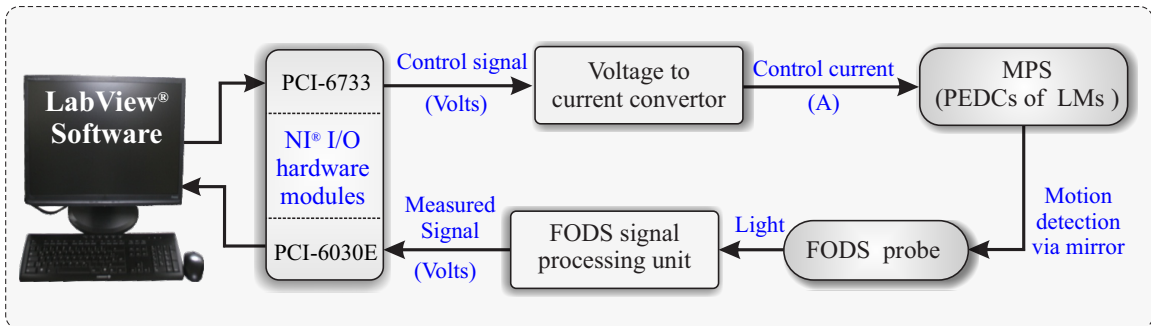 LabView®
Software
PCI-6733
NI® I/O
hardware
modules
PCI-6030E
Control signal
(Volts)
Voltage to
current convertor
Control current
(A)
MPS
(PEDCs of LMs )
Motion
detection
via mirror
FODS probe
Light
FODS signal
processing unit
Measured
Signal
(Volts)